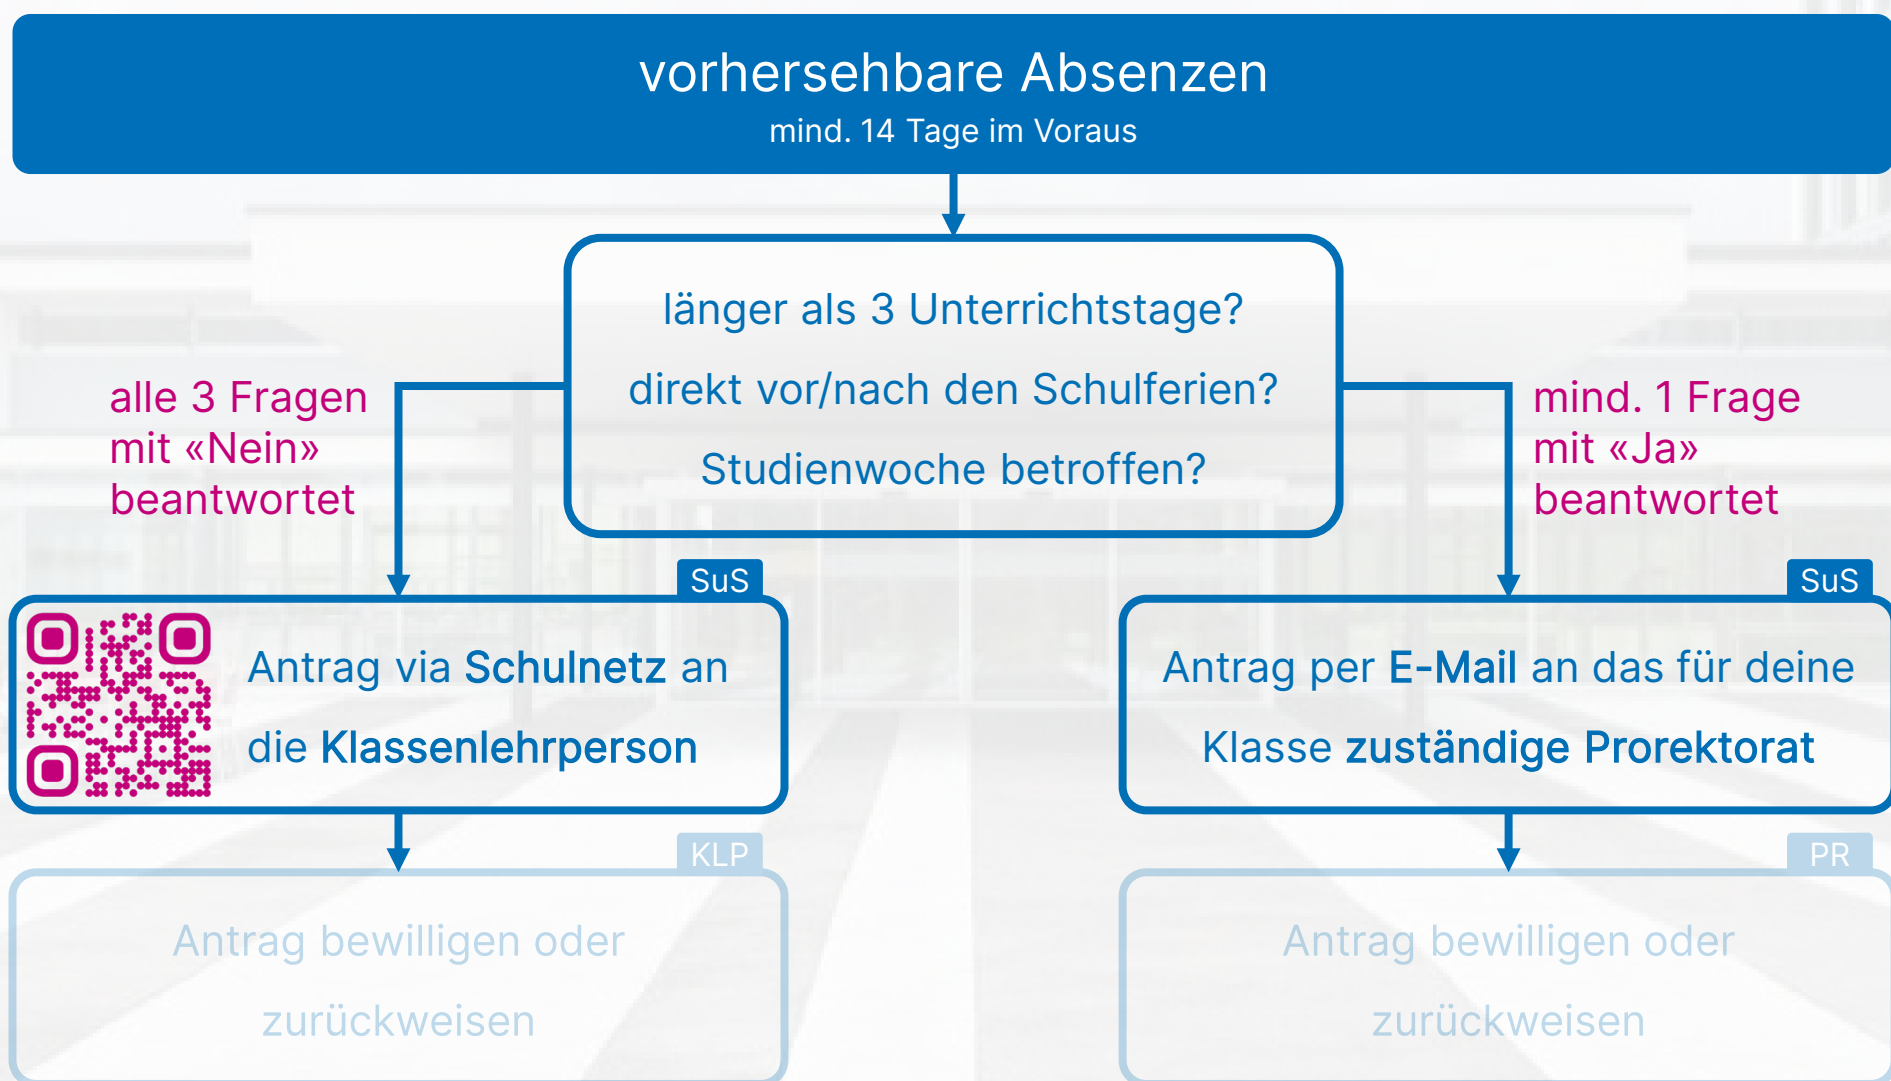 vorhersehbare Absenzen
mind. 14 Tage im Voraus
länger als 3 Unterrichtstage?
direkt vor/nach den Schulferien?
Studienwoche betroffen?
alle 3 Fragen
mit «Nein»
beantwortet
mind. 1 Frage
mit «Ja»
beantwortet
SuS
Antrag via Schulnetz an
die Klassenlehrperson
SuS
Antrag per E-Mail an das für deine
Klasse zuständige Prorektorat
KLP
Antrag bewilligen oder
zurückweisen
PR
Antrag bewilligen oder
zurückweisen